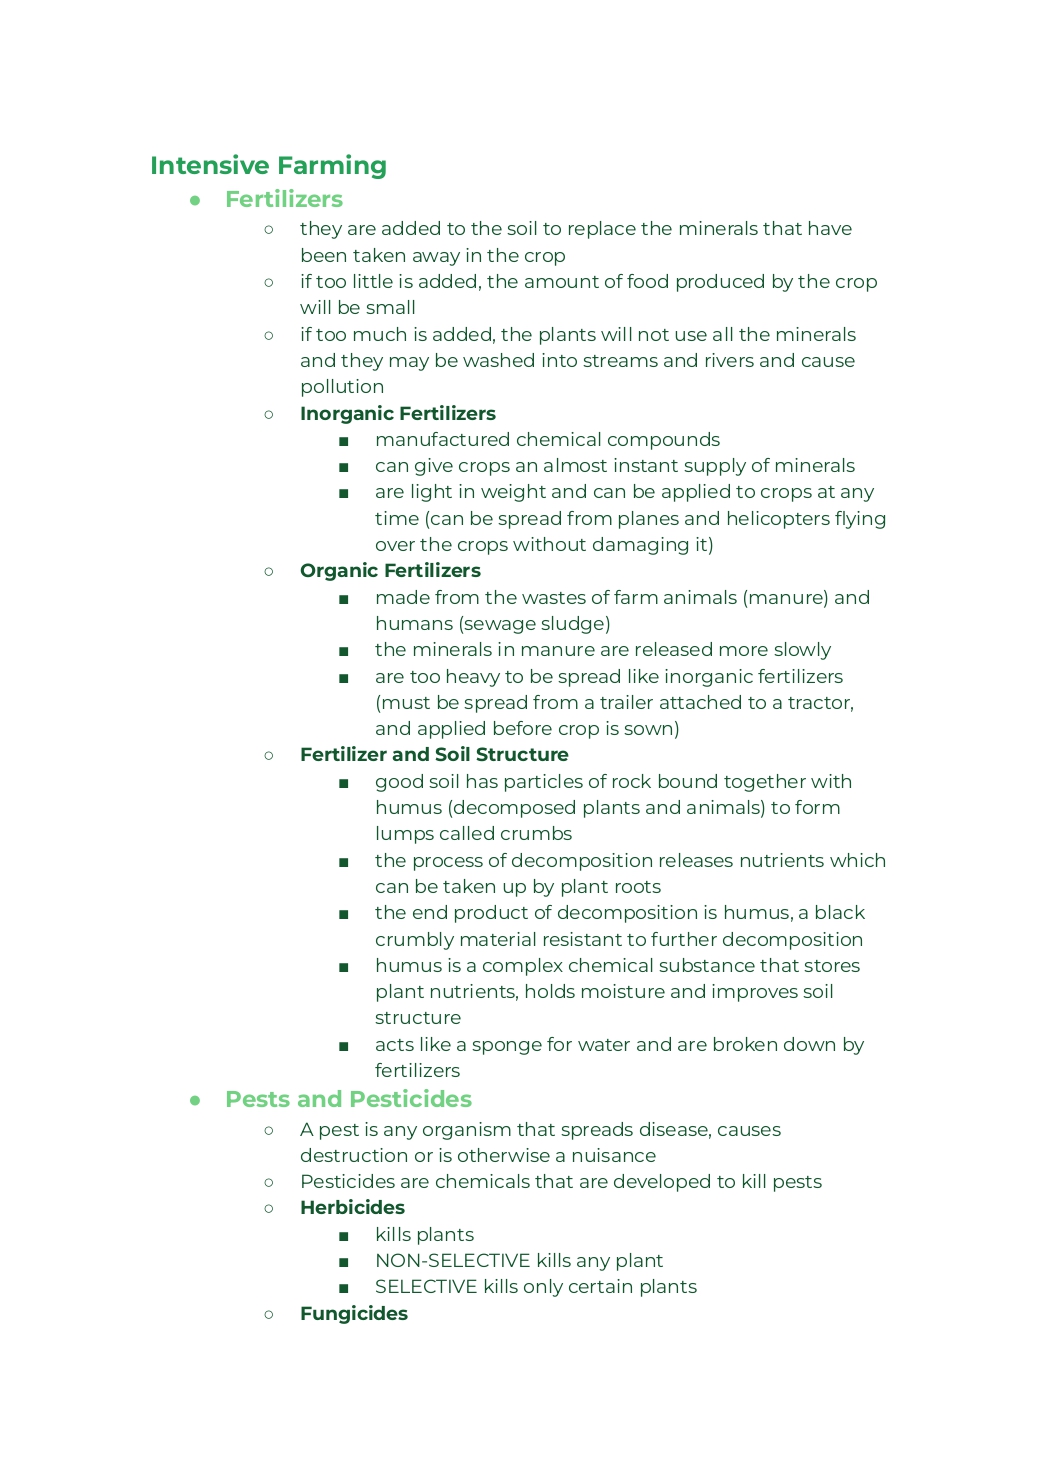 Intensive Farming
● Fertilizers
○ they are added to the soil to replace the minerals that have
been taken away in the crop
○ if too little is added, the amount of food produced by the crop
will be small
○ if too much is added, the plants will not use all the minerals
and they may be washed into streams and rivers and cause
pollution
○ Inorganic Fertilizers
■ manufactured chemical compounds
■ can give crops an almost instant supply of minerals
■ are light in weight and can be applied to crops at any
time (can be spread from planes and helicopters flying
over the crops without damaging it)
○ Organic Fertilizers
■ made from the wastes of farm animals (manure) and
humans (sewage sludge)
■ the minerals in manure are released more slowly
■ are too heavy to be spread like inorganic fertilizers
(must be spread from a trailer attached to a tractor,
and applied before crop is sown)
○ Fertilizer and Soil Structure
■ good soil has particles of rock bound together with
humus (decomposed plants and animals) to form
lumps called crumbs
■ the process of decomposition releases nutrients which
can be taken up by plant roots
■ the end product of decomposition is humus, a black
crumbly material resistant to further decomposition
■ humus is a complex chemical substance that stores
plant nutrients, holds moisture and improves soil
structure
■ acts like a sponge for water and are broken down by
fertilizers
● Pests and Pesticides
○ A pest is any organism that spreads disease, causes
destruction or is otherwise a nuisance
○ Pesticides are chemicals that are developed to kill pests
○ Herbicides
■ kills plants
■ NON-SELECTIVE kills any plant
■ SELECTIVE kills only certain plants
○ Fungicides